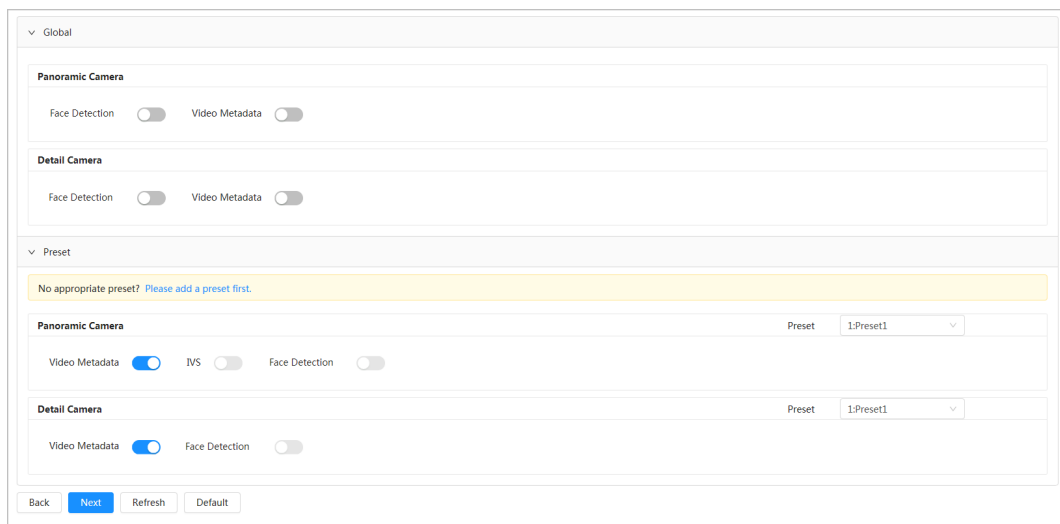 Global
Panoramic Camera
Face Detection Video Metadata
Detail Camera
Face Detection Video Metadata
Preset
No appropriate preset? Please add a preset first.
Panoramic Camera Preset 1:Preset1
Video Metadata IVS Face Detection
Detail Camera Preset 1:Preset1
Video Metadata Face Detection
Back Next Refresh Default